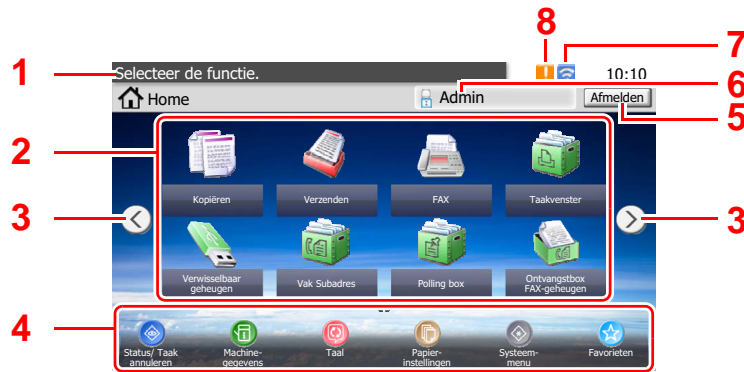 8
7
1
Selecteer de functie.
10:10
6
Home
Admin
Afmelden
5
2
Kopiëren
Verzenden
FAX
Taakvenster
3
3
Verwisselbaar
geheugen
Vak Subadres
Polling box
Ontvangstbox
FAX-geheugen
4
Status/ Taak
annuleren
Machine-
gegevens
Taal
Papier-
instellingen
Systeem-
menu
Favorieten